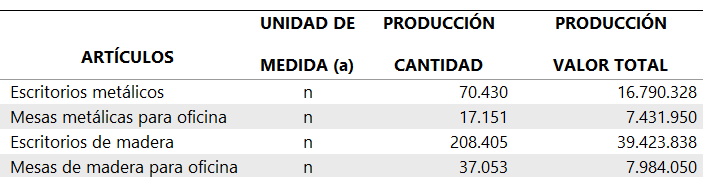 ARTÍCULOS UNIDAD DE MEDIDA (a) PRODUCCIÓN CANTIDAD PRODUCCIÓN VALOR TOTAL
Escritorios metálicos n 70.430 16.790.328
Mesas metálicas para oficina n 17.151 7.431.950
Escritorios de madera n 208.405 39.423.838
Mesas de madera para oficina n 37.053 7.984.050